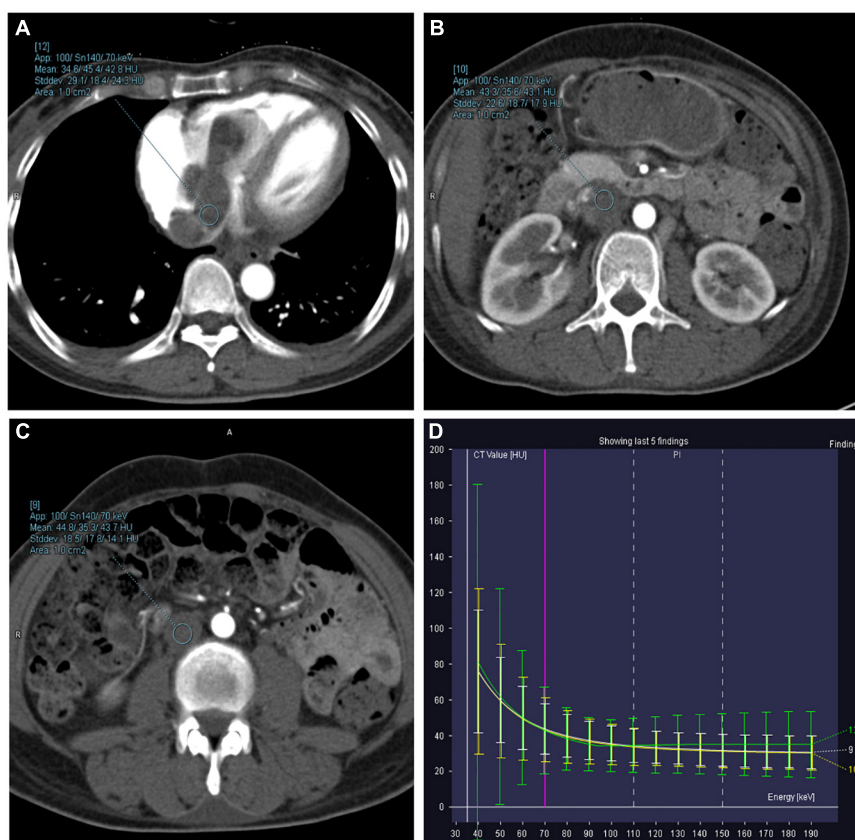 A
[12]
App: 100/ Sn140/ 70 keV
Mean: 34.6/ 45.4/ 42.8 HU
Stddev: 29.1/ 18.4/ 24.3 HU
Area: 1.0 cm2
R
B
[10]
App: 100/ Sn140/ 70 keV
Mean: 43.3/ 35.6/ 43.1 HU
Stddev: 22.6/ 18.7/ 17.9 HU
Area: 1.0 cm2
R
C
A
[9]
App: 100/ Sn140/ 70 keV
Mean: 44.8/ 35.3/ 43.7 HU
Stddev: 18.5/ 17.8/ 14.1 HU
Area: 1.0 cm2
R
D
Showing last 5 findings
Finding
CT Value [HU]
PI
200
180
160
140
120
100
80
60
40
20
0
9
Energy [keV]
30 40 50 60 70 80 90 100 110 120 130 140 150 160 170 180 190